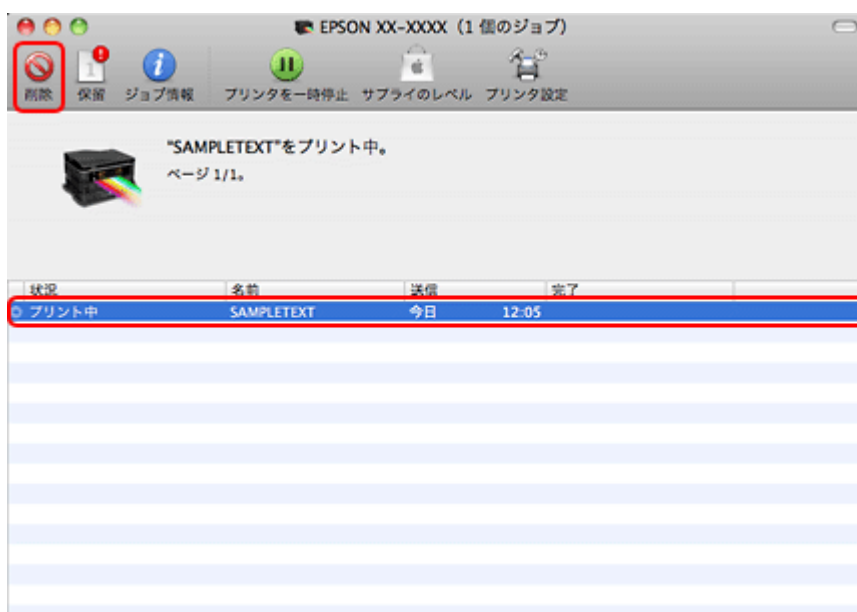 EPSON XX-XXXX（1 個のジョブ）
削除 保留 ジョブ情報 プリンタを一時停止 サプライのレベル プリンタ設定
"SAMPLETEXT"をプリント中。
ページ 1/1。
状況 名前 送信 完了
プリント中 SAMPLETEXT 今日 12:05